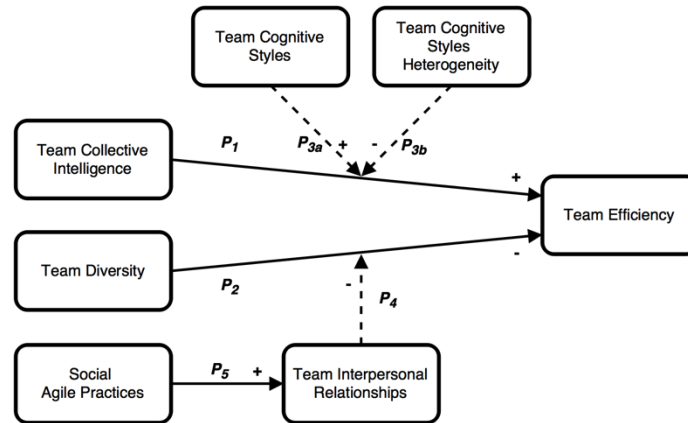 Team Cognitive
Styles
Team Cognitive
Styles
Heterogeneity
Team Collective
Intelligence
P1
P3a
+
-
P3b
+
Team Efficiency
Team Diversity
P2
-
-
P4
Social
Agile Practices
P5
+
Team Interpersonal
Relationships